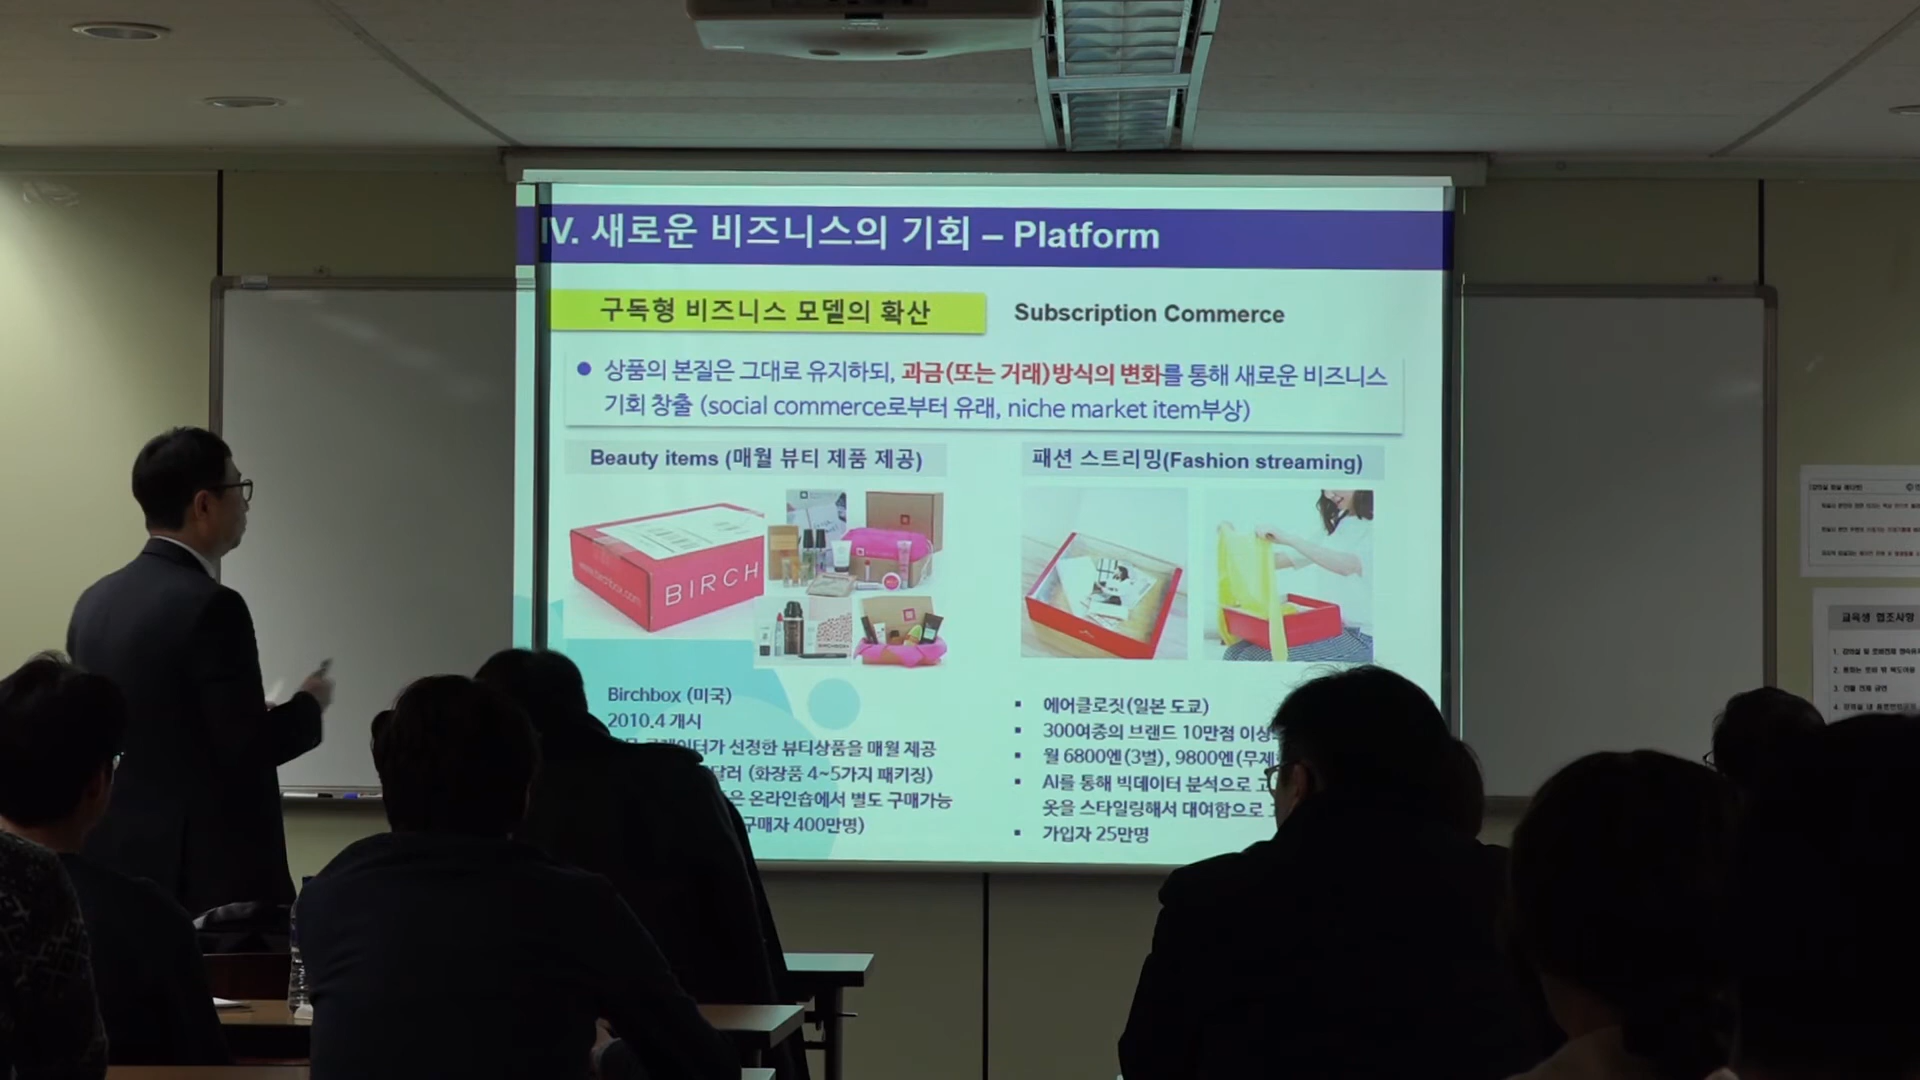 IV. 새로운 비즈니스의 기회 – Platform
구독형 비즈니스 모델의 확산
Subscription Commerce
상품의 본질은 그대로 유지하되, 과금(또는 거래)방식의 변화를 통해 새로운 비즈니스
기회 창출 (social commerce로부터 유래, niche market item부상)
Beauty items (매월 뷰티 제품 제공)
BIRCH
Birchbox (미국)
2010.4 개시
선정한 뷰티상품을 매월 제공
달러 (화장품 4~5가지 패키징)
온라인숍에서 별도 구매가능
구매자 400만명)
패션 스트리밍(Fashion streaming)
에어클로짓(일본 도쿄)
300여종의 브랜드 10만점
월 6800엔(3벌), 9800엔
AI를 통해 빅데이터 분석으로
옷을 스타일링해서 대여함으로
가입자 25만명
교육생 협조사항